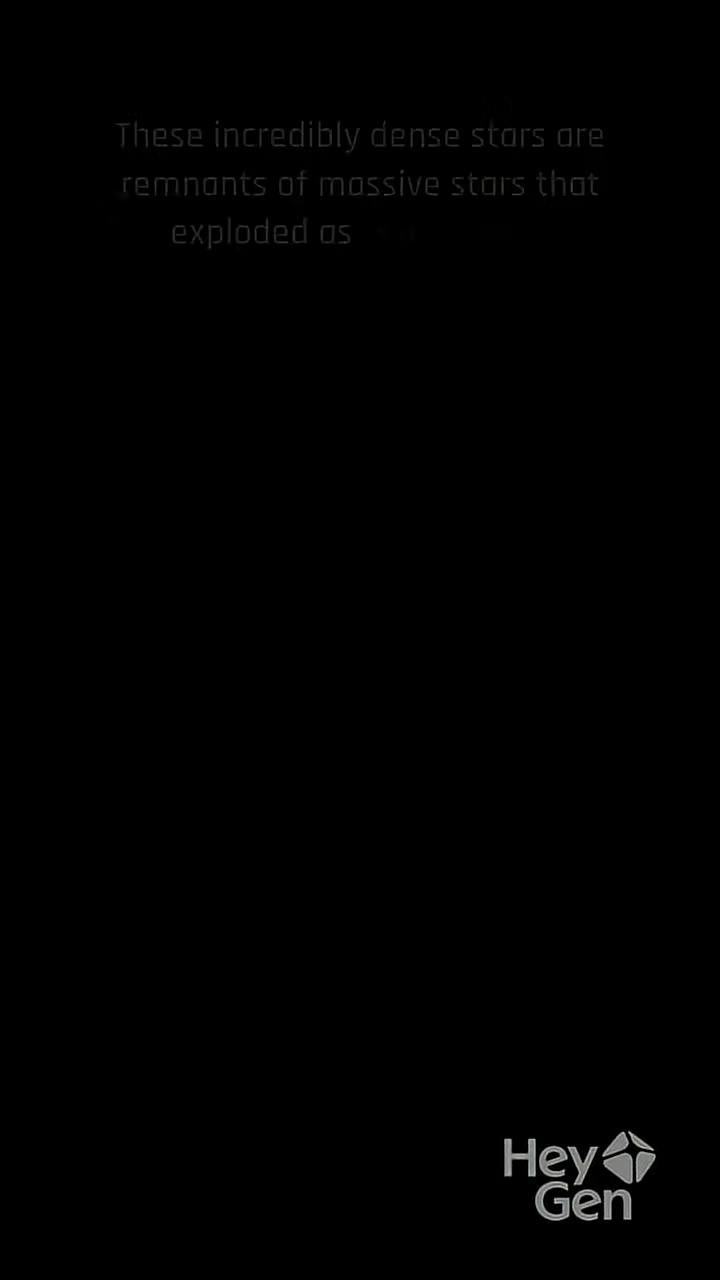 These incredibly dense stars are
remnants of massive stars that
exploded as
Hey
Gen